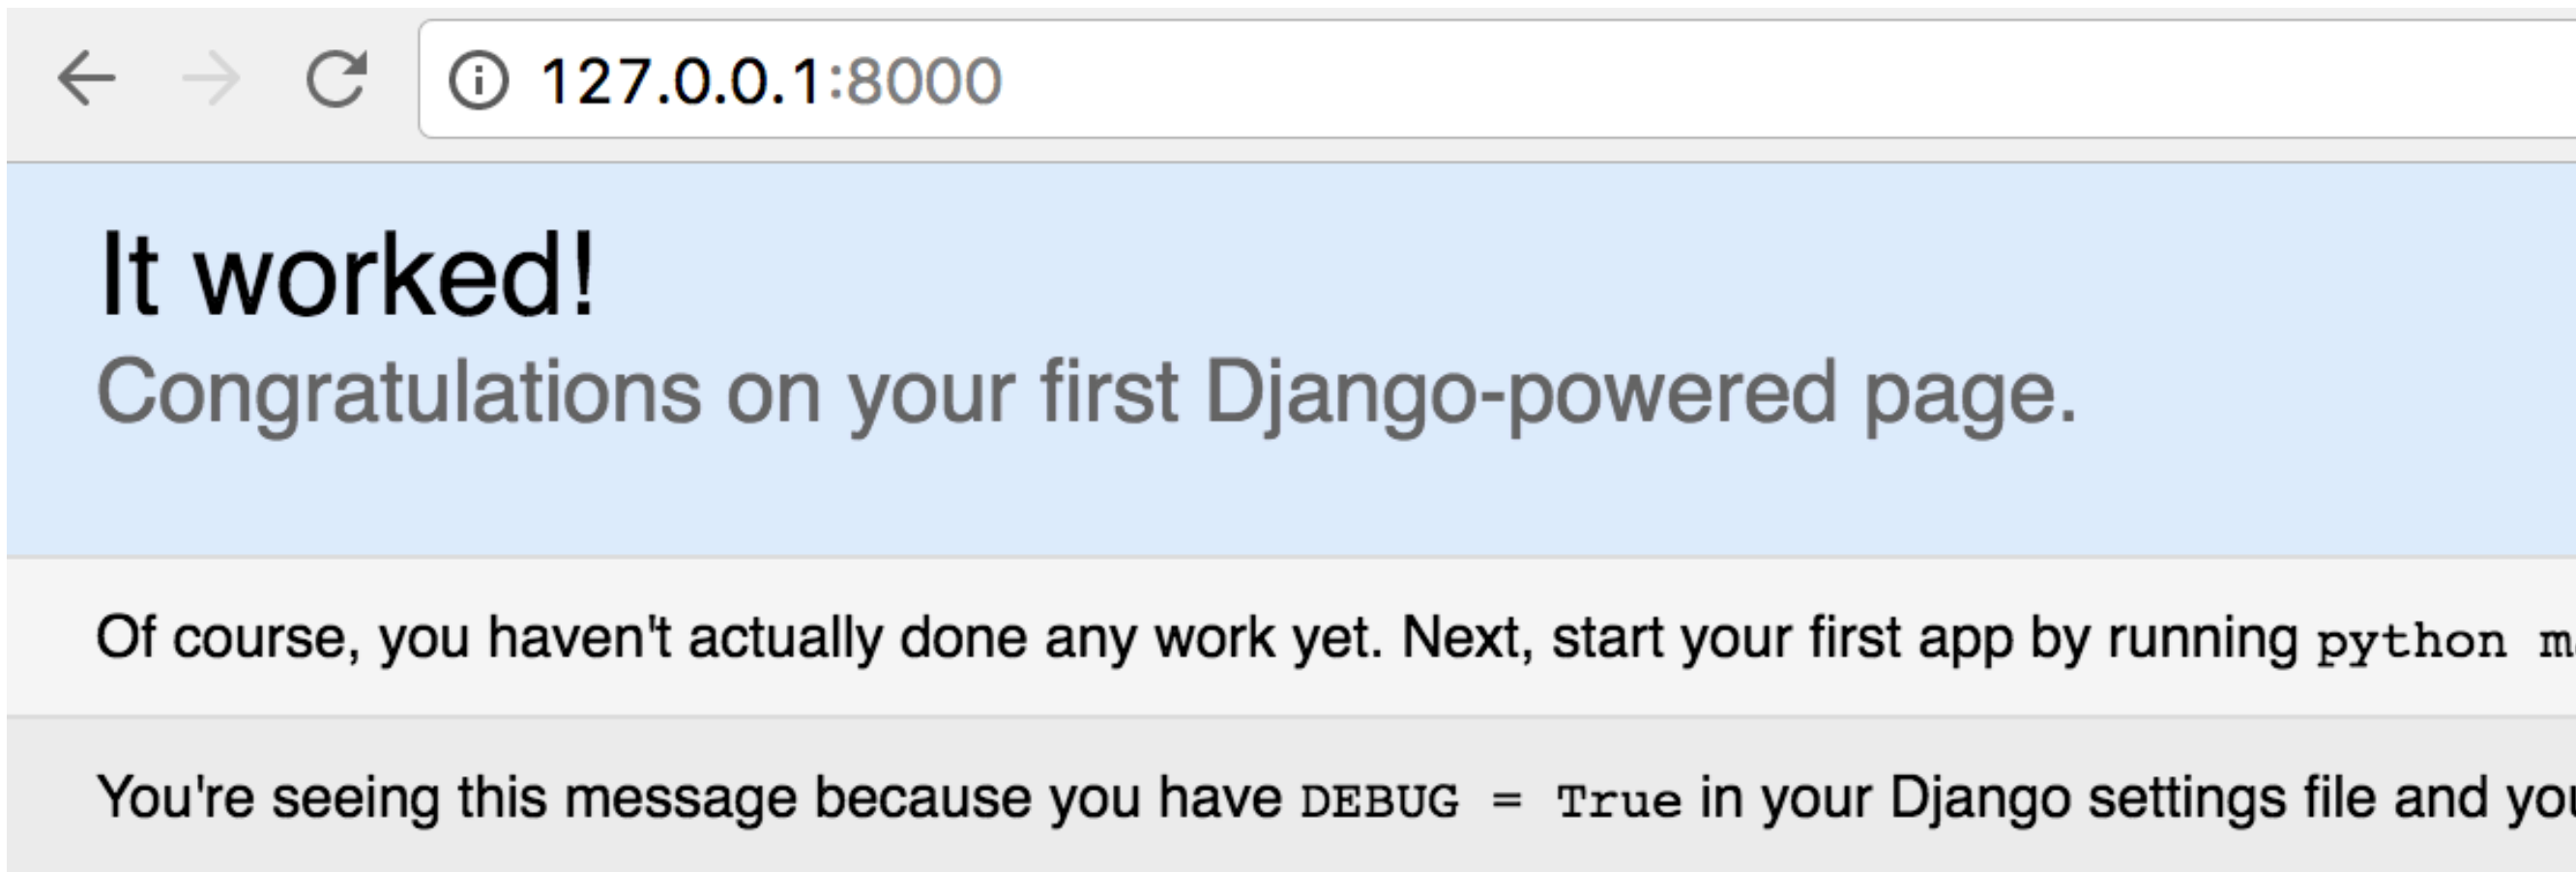 127.0.0.1:8000
It worked!
Congratulations on your first Django-powered page.
Of course, you haven't actually done any work yet. Next, start your first app by running python
You're seeing this message because you have DEBUG = True in your Django settings file and